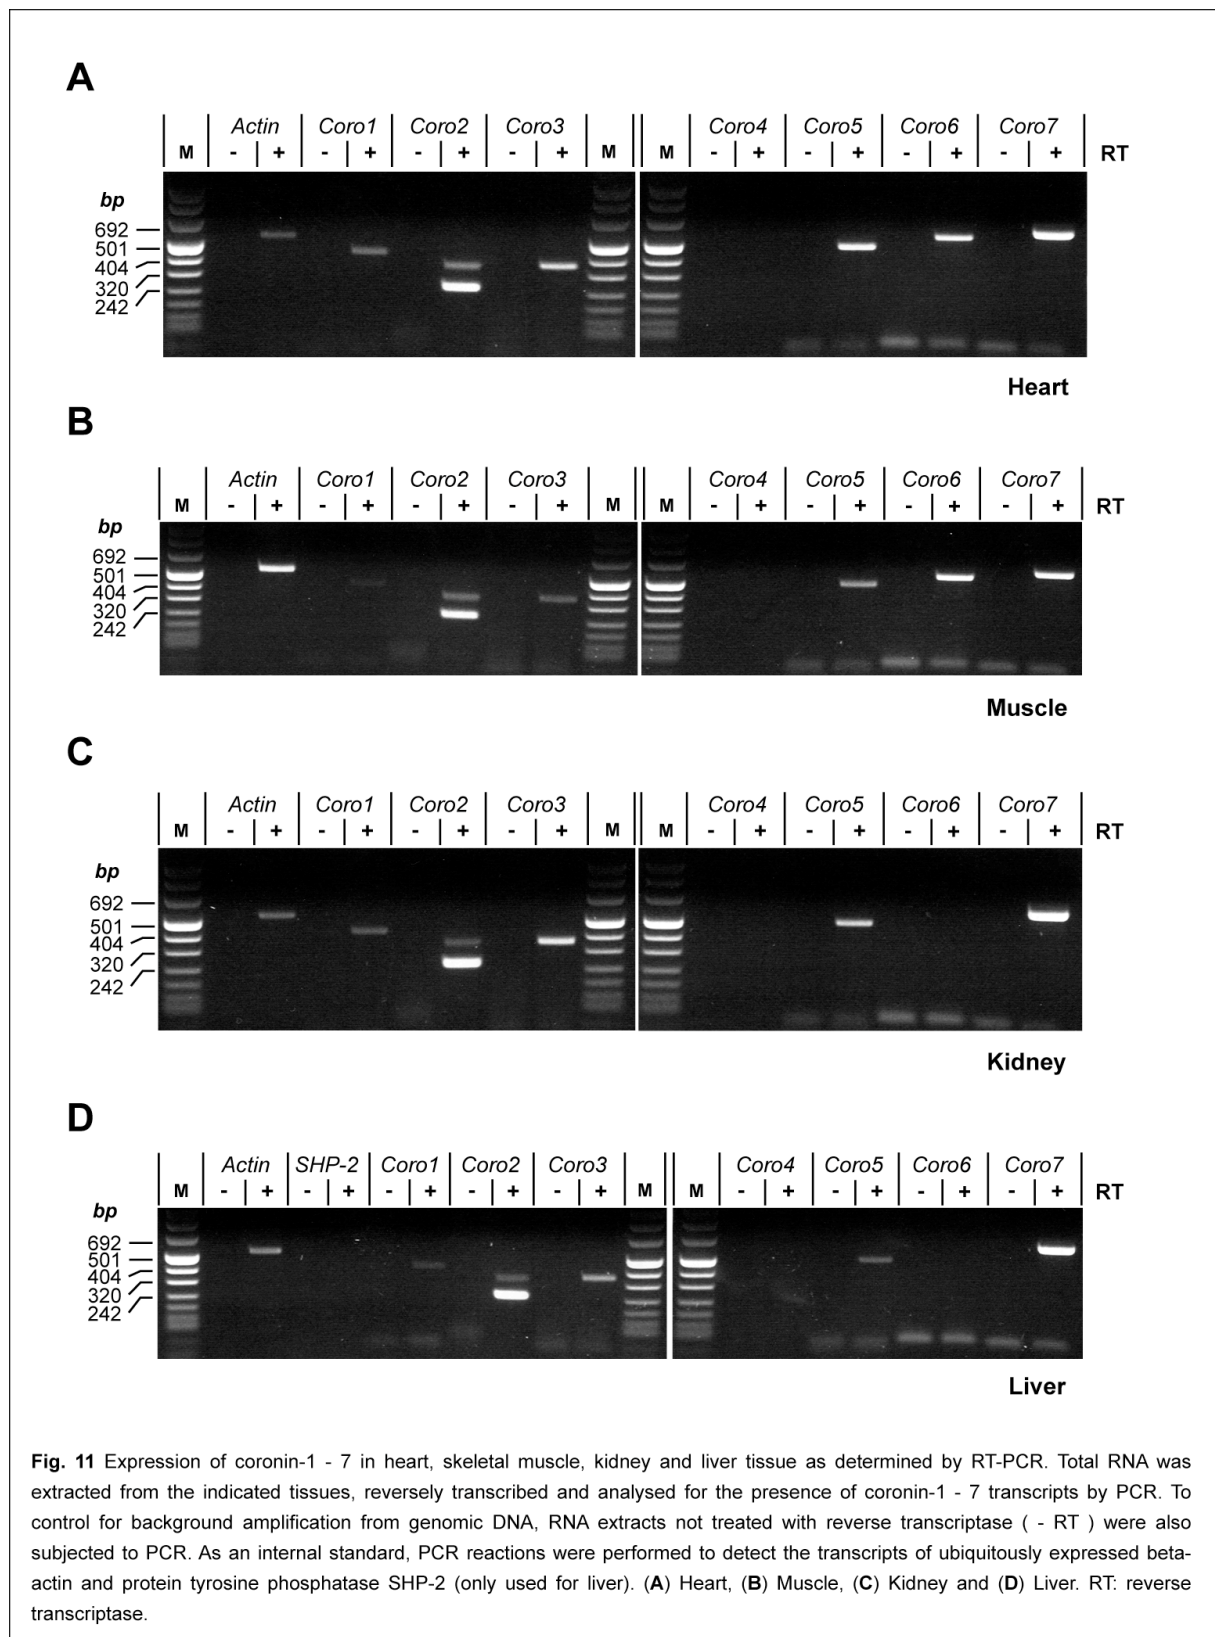 A
Actin Coro1 Coro2 Coro3 Coro4 Coro5 Coro6 Coro7
M - + - + - + - + M M - + - + - + - + RT
bp
692
501
404
320
242
Heart
B
Actin Coro1 Coro2 Coro3 Coro4 Coro5 Coro6 Coro7
M - + - + - + - + M M - + - + - + - + RT
bp
692
501
404
320
242
Muscle
C
Actin Coro1 Coro2 Coro3 Coro4 Coro5 Coro6 Coro7
M - + - + - + - + M M - + - + - + - + RT
bp
692
501
404
320
242
Kidney
D
Actin SHP-2 Coro1 Coro2 Coro3 Coro4 Coro5 Coro6 Coro7
M - + - + - + - + - + M M - + - + - + - + RT
bp
692
501
404
320
242
Liver
Fig. 11 Expression of coronin-1 - 7 in heart, skeletal muscle, kidney and liver tissue as determined by RT-PCR. Total RNA was
extracted from the indicated tissues, reversely transcribed and analysed for the presence of coronin-1 - 7 transcripts by PCR. To
control for background amplification from genomic DNA, RNA extracts not treated with reverse transcriptase ( - RT ) were also
subjected to PCR. As an internal standard, PCR reactions were performed to detect the transcripts of ubiquitously expressed beta-
actin and protein tyrosine phosphatase SHP-2 (only used for liver). (A) Heart, (B) Muscle, (C) Kidney and (D) Liver. RT: reverse
transcriptase.